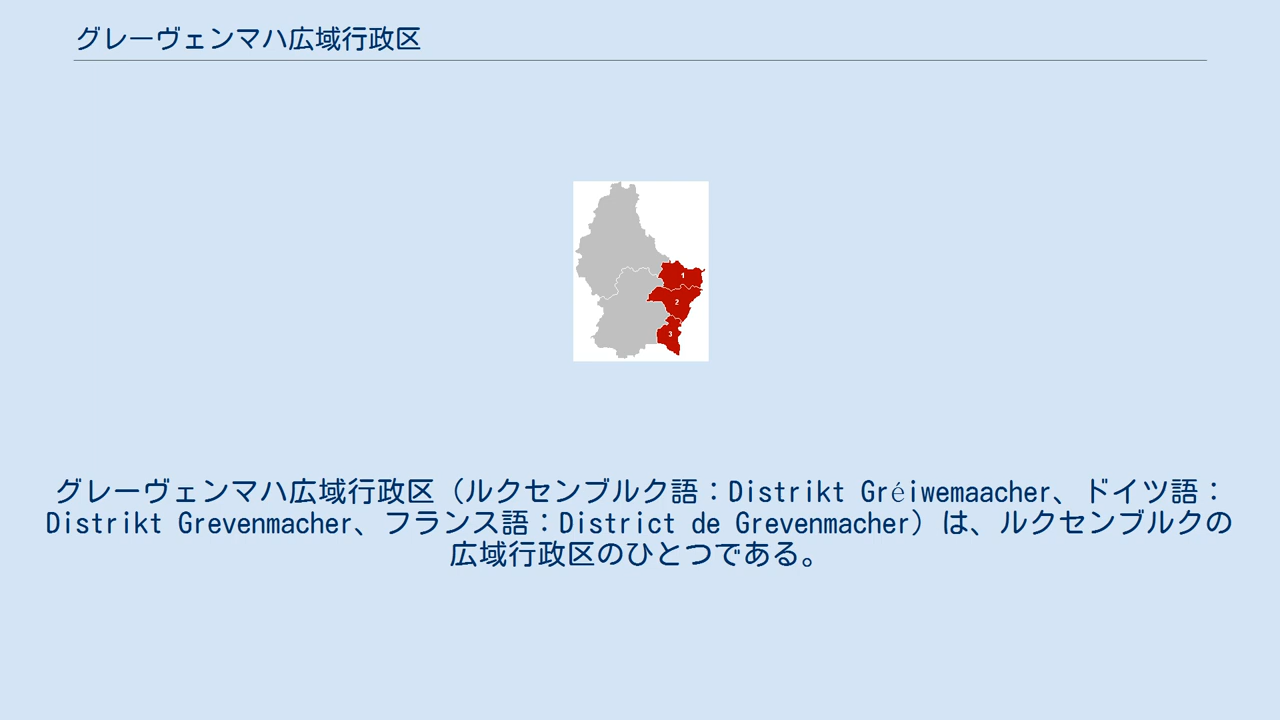 グレーヴェンマハ広域行政区
1
2
3
グレーヴェンマハ広域行政区（ルクセンブルク語：Distrikt Gréiwemaacher、ドイツ語：
Distrikt Grevenmacher、フランス語：District de Grevenmacher）は、ルクセンブルクの
広域行政区のひとつである。